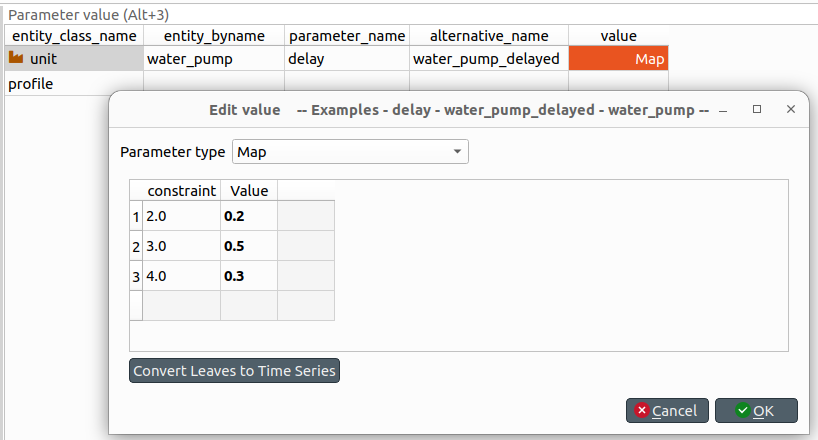 Parameter value (Alt+3)
entity_class_name entity_byname parameter_name alternative_name value
unit water_pump delay water_pump_delayed Map
profile
Edit value -- Examples - delay - water_pump_delayed - water_pump --
Parameter type Map
constraint Value
1 2.0 0.2
2 3.0 0.5
3 4.0 0.3
Convert Leaves to Time Series
Cancel OK